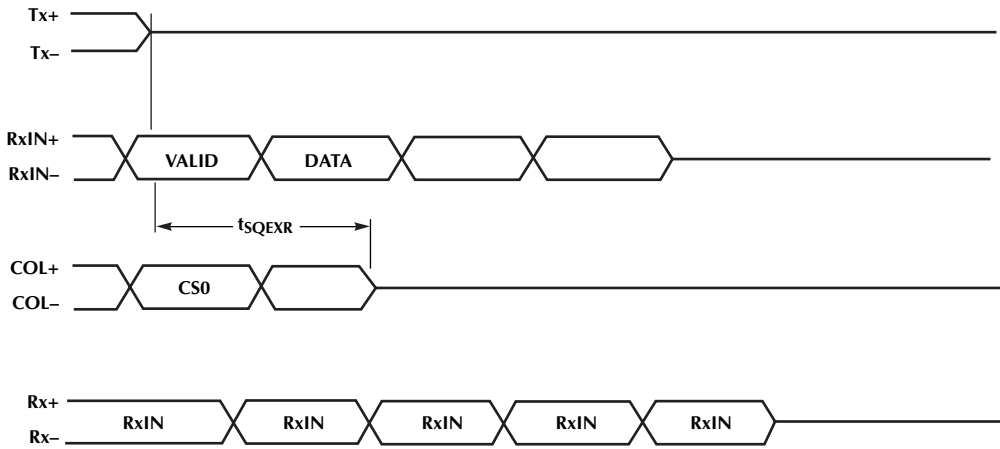 Tx+
Tx–
RxIN+
RxIN–
VALID DATA
tSQEXR
COL+
COL–
CS0
Rx+
Rx–
RxIN RxIN RxIN RxIN RxIN